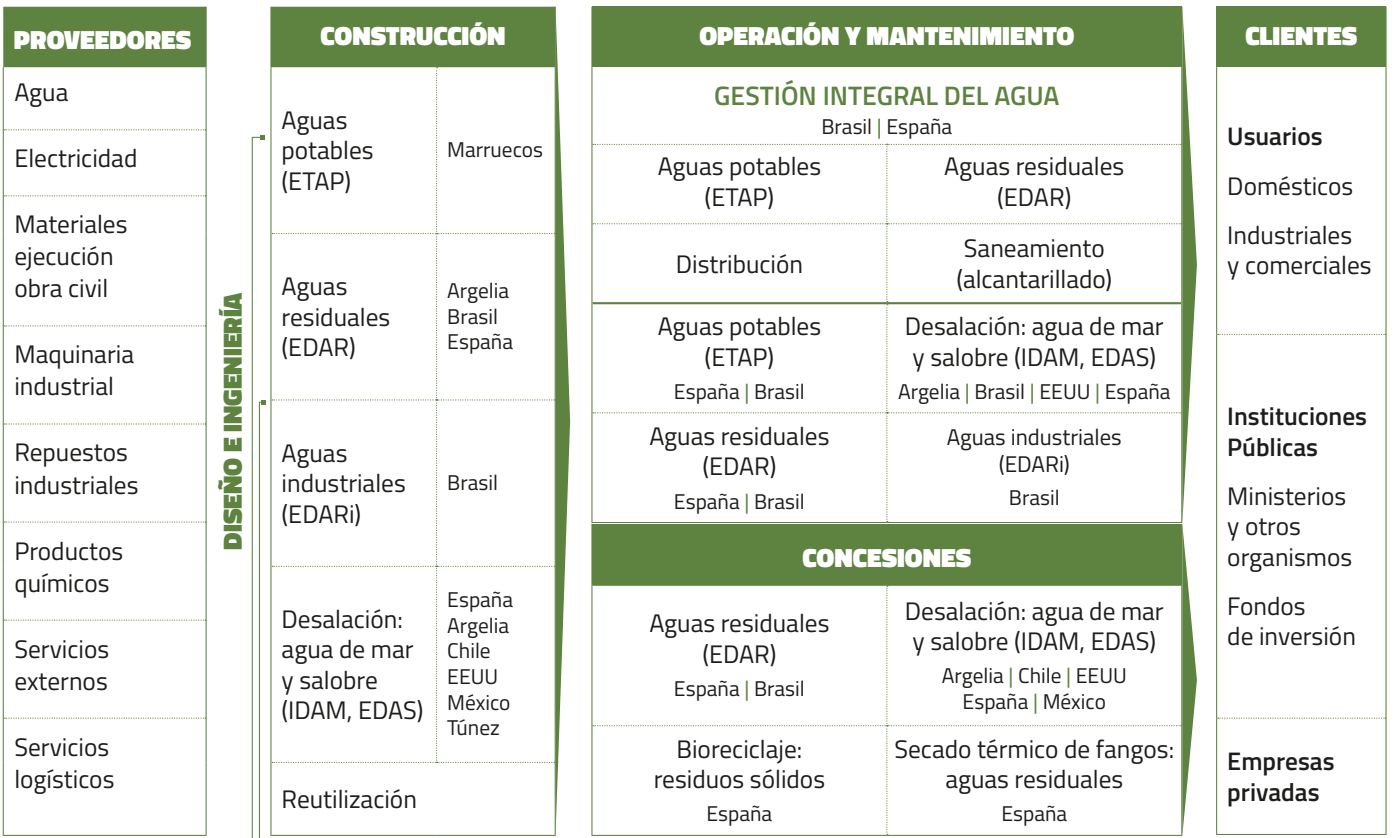 PROVEEDORES
Agua
Electricidad
Materiales
ejecución
obra civil
Maquinaria
industrial
Repuestos
industriales
Productos
químicos
Servicios
externos
Servicios
logísticos
DISEÑO E INGENIERÍA
CONSTRUCCIÓN
Aguas
potables
(ETAP)
Marruecos
Aguas
residuales
(EDAR)
Argelia
Brasil
España
Aguas
industriales
(EDARi)
Brasil
Desalación:
agua de mar
y salobre
(IDAM, EDAS)
España
Argelia
Chile
EEUU
México
Túnez
Reutilización
OPERACIÓN Y MANTENIMIENTO
GESTIÓN INTEGRAL DEL AGUA
Brasil | España
Aguas potables
(ETAP)
Aguas residuales
(EDAR)
Distribución
Saneamiento
(alcantarillado)
Aguas potables
(ETAP)
España | Brasil
Desalación: agua de mar
y salobre (IDAM, EDAS)
Argelia | Brasil | EEUU | España
Aguas residuales
(EDAR)
España | Brasil
Aguas industriales
(EDARi)
Brasil
CONCESIONES
Aguas residuales
(EDAR)
España | Brasil
Desalación: agua de mar
y salobre (IDAM, EDAS)
Argelia | Chile | EEUU
España | México
Bioreciclaje:
residuos sólidos
España
Secado térmico de fangos:
aguas residuales
España
CLIENTES
Usuarios
Domésticos
Industriales
y comerciales
Instituciones
Públicas
Ministerios
y otros
organismos
Fondos
de inversión
Empresas
privadas